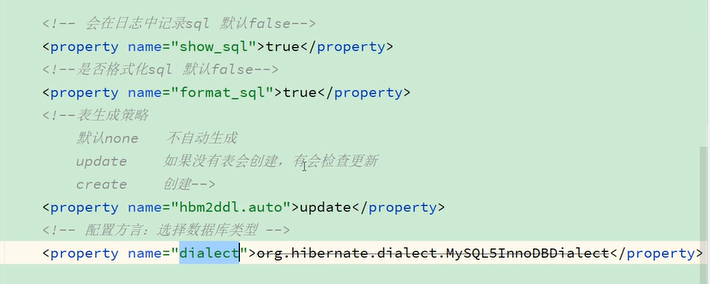 <!-- 会在日志中记录sql 默认false-->
<property name="show_sql">true</property>
<!--是否格式化sql 默认false-->
<property name="format_sql">true</property>
<!--表生成策略
默认none 不自动生成
update 如果没有表会创建，有会检查更新
create 创建-->
<property name="hbm2ddl.auto">update</property>
<!-- 配置方言：选择数据库类型 -->
<property name="dialect">org.hibernate.dialect.MySQL5InnoDBDialect</property>